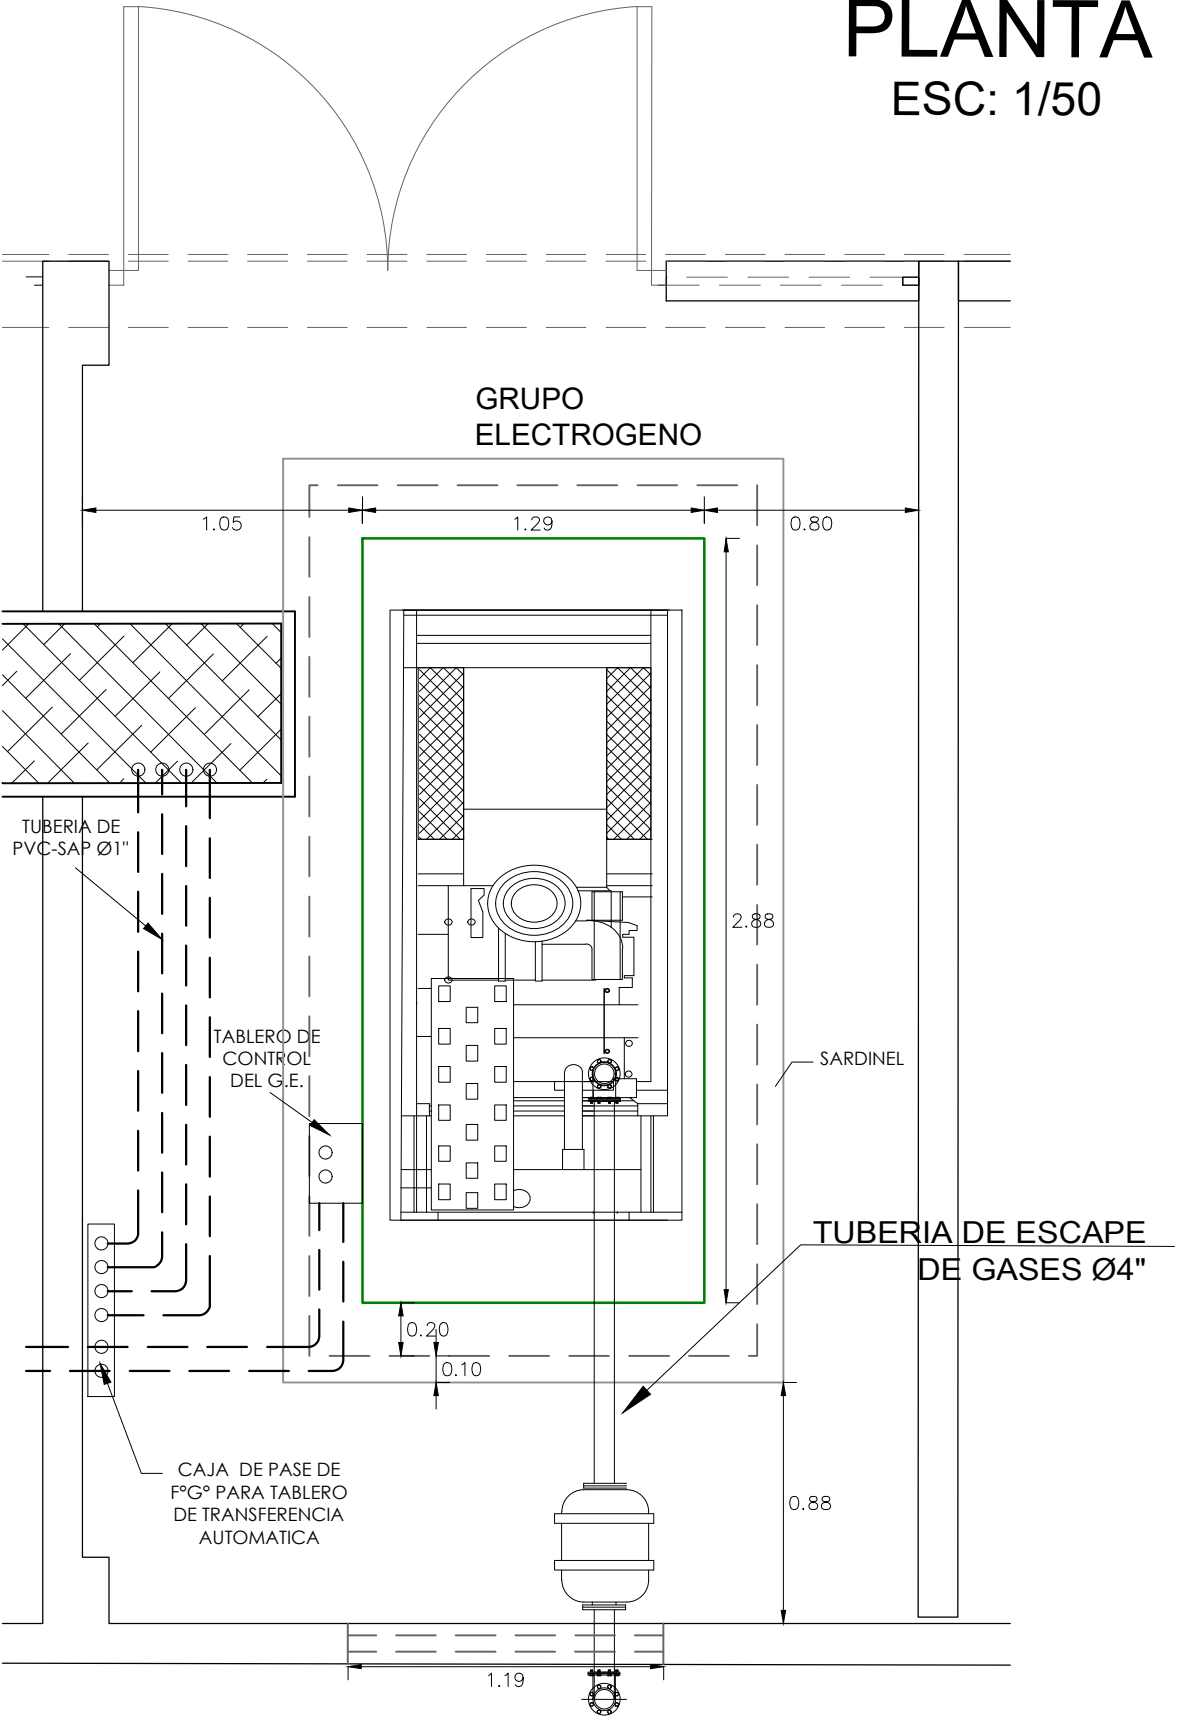 PLANTA
ESC: 1/50
GRUPO
ELECTROGENO
1.05
1.29
0.80
TUBERIA DE
PVC-SAP Ø1"
2.88
TABLERO DE
CONTROL
DEL G.E.
SARDINEL
TUBERIA DE ESCAPE
DE GASES Ø4"
0.20
0.10
CAJA DE PASE DE
F°G° PARA TABLERO
DE TRANSFERENCIA
AUTOMATICA
0.88
1.19